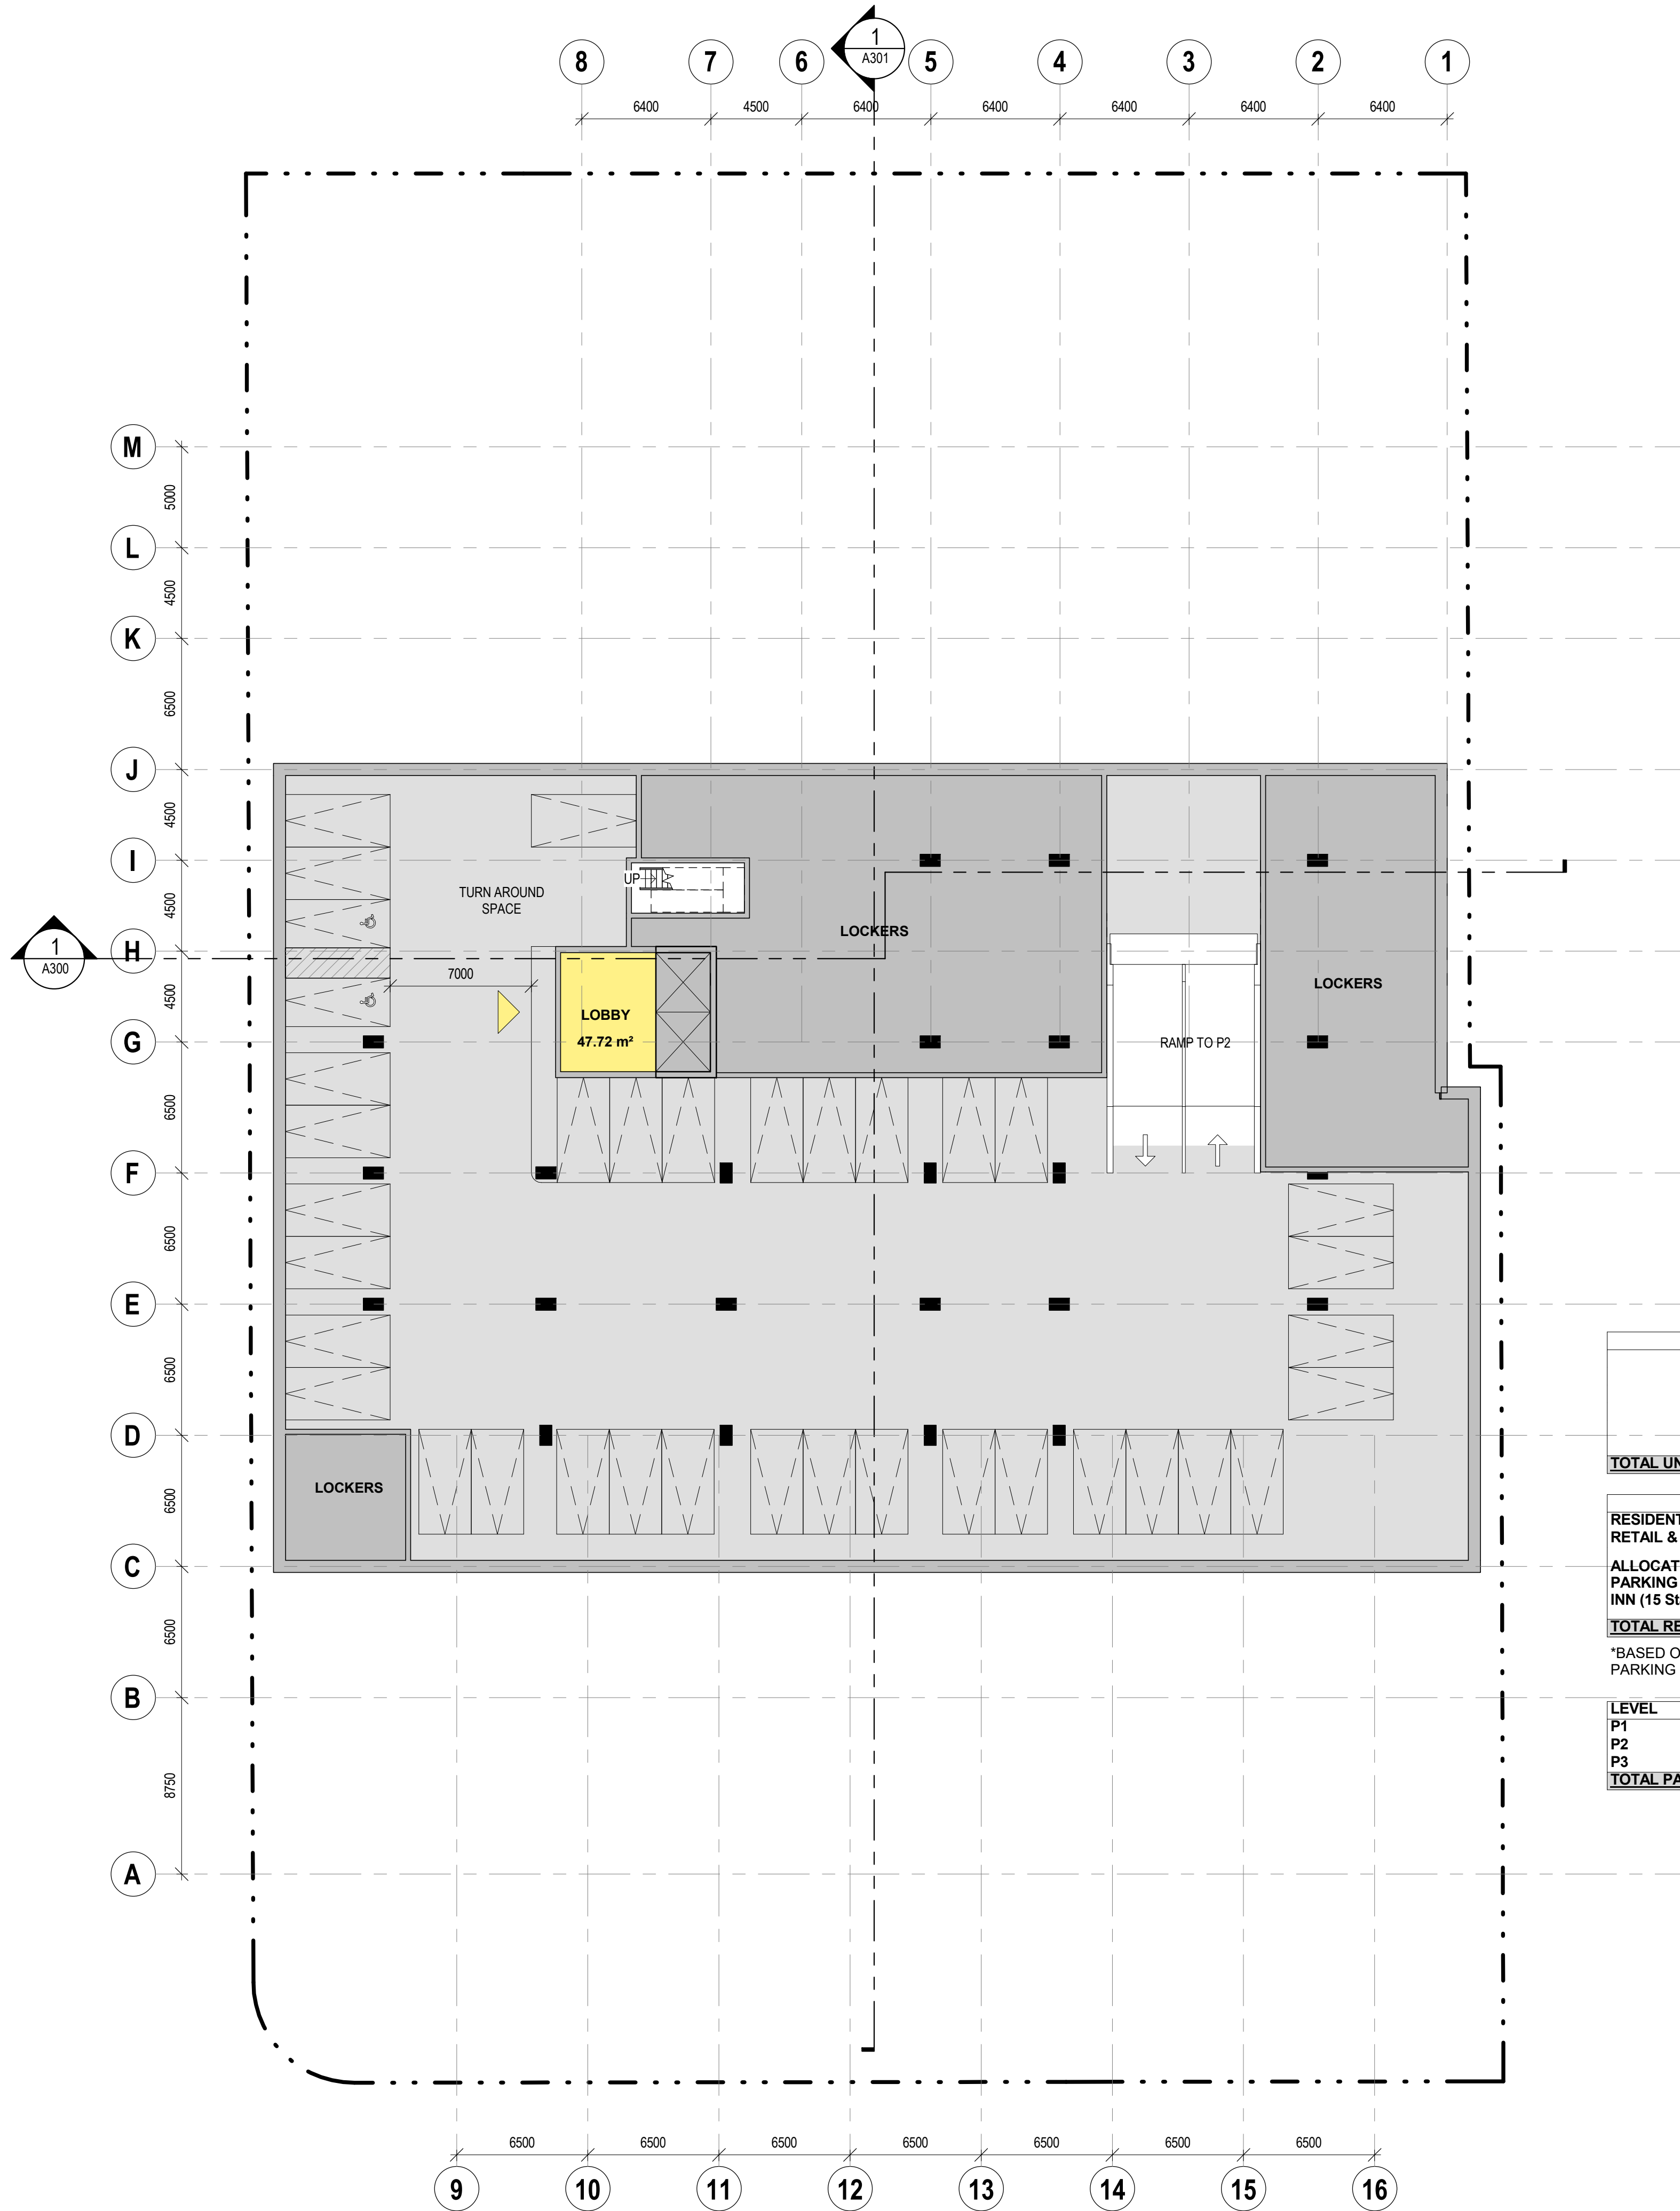 1
A301
8
7
6
5
4
3
2
1
6400
4500
6400
6400
6400
6400
6400
M
5000
L
4500
K
6500
J
4500
I
UP
TURN AROUND
SPACE
4500
LOCKERS
H
1
A300
7000
4500
LOCKERS
LOBBY
47.72 m²
G
RAMP TO P2
6500
F
6500
E
6500
D
TOTAL UN
LOCKERS
6500
RESIDENT
RETAIL &
C
ALLOCAT
PARKING
INN (15 St
TOTAL RE
6500
*BASED O
PARKING
B
LEVEL
P1
P2
P3
TOTAL PA
8750
A
6500
6500
6500
6500
6500
6500
6500
9
10
11
12
13
14
15
16